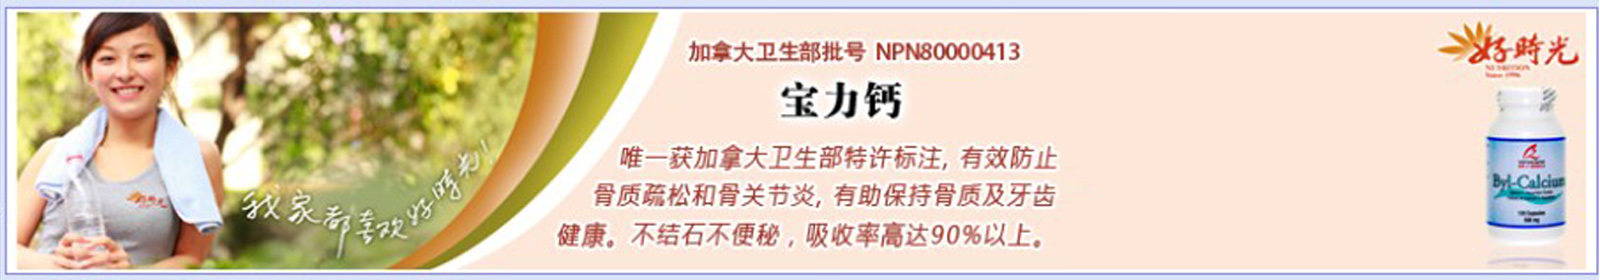 加拿大卫生部批号 NPN80000413
宝力钙
唯一获加拿大卫生部特许标注, 有效防止
骨质疏松和骨关节炎, 有助保持骨质及牙齿
健康。不结石不便秘，吸收率高达90%以上。
我家都喜欢好時光!
好時光
好時光
NUTRITION
Since 1996
Byl-Calcium